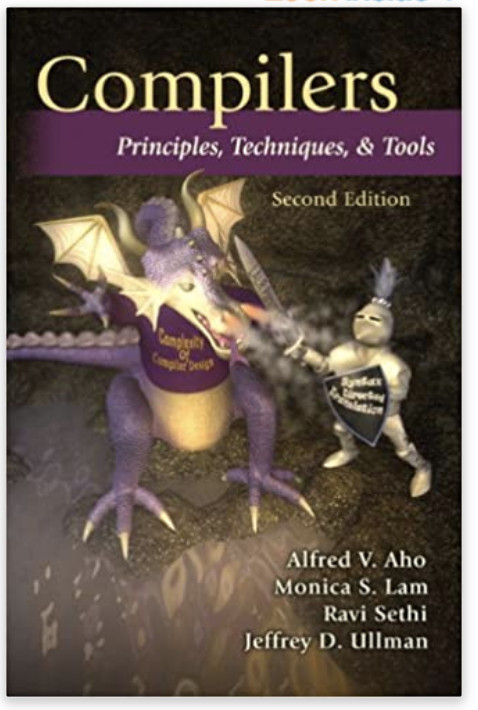 Compilers
Principles, Techniques, & Tools
Second Edition
Complexity
of
Compiler Design
Syntax
Directed
Translation
Alfred V. Aho
Monica S. Lam
Ravi Sethi
Jeffrey D. Ullman